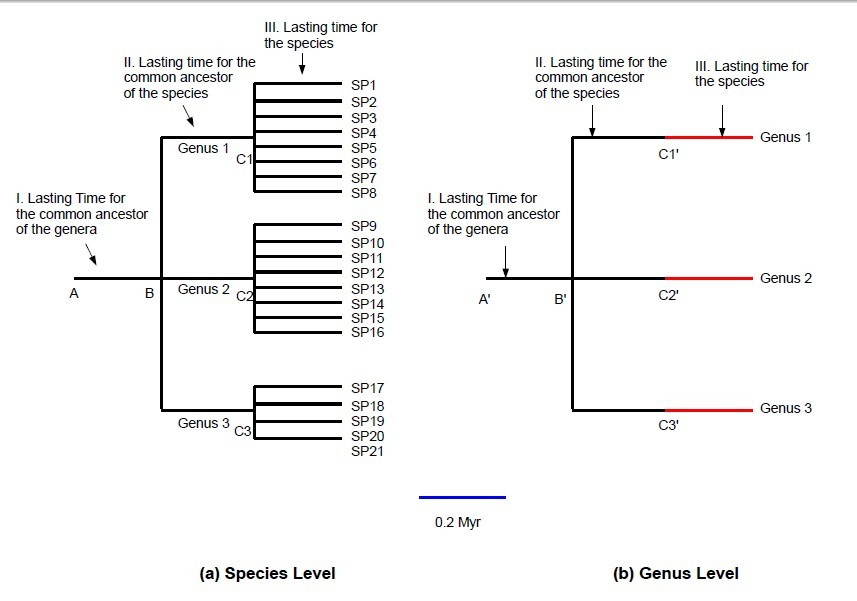 III. Lasting time for
the species
II. Lasting time for the
common ancestor
of the species
SP1
SP2
SP3
SP4
SP5
SP6
SP7
SP8
Genus 1
C1
I. Lasting Time for
the common ancestor
of the genera
A
B
Genus 2
C2
SP9
SP10
SP11
SP12
SP13
SP14
SP15
SP16
SP17
SP18
SP19
SP20
SP21
Genus 3
C3
II. Lasting time for the
common ancestor
of the species
III. Lasting time for
the species
Genus 1
C1'
I. Lasting Time for
the common ancestor
of the genera
A'
B'
Genus 2
C2'
Genus 3
C3'
0.2 Myr
(a) Species Level
(b) Genus Level